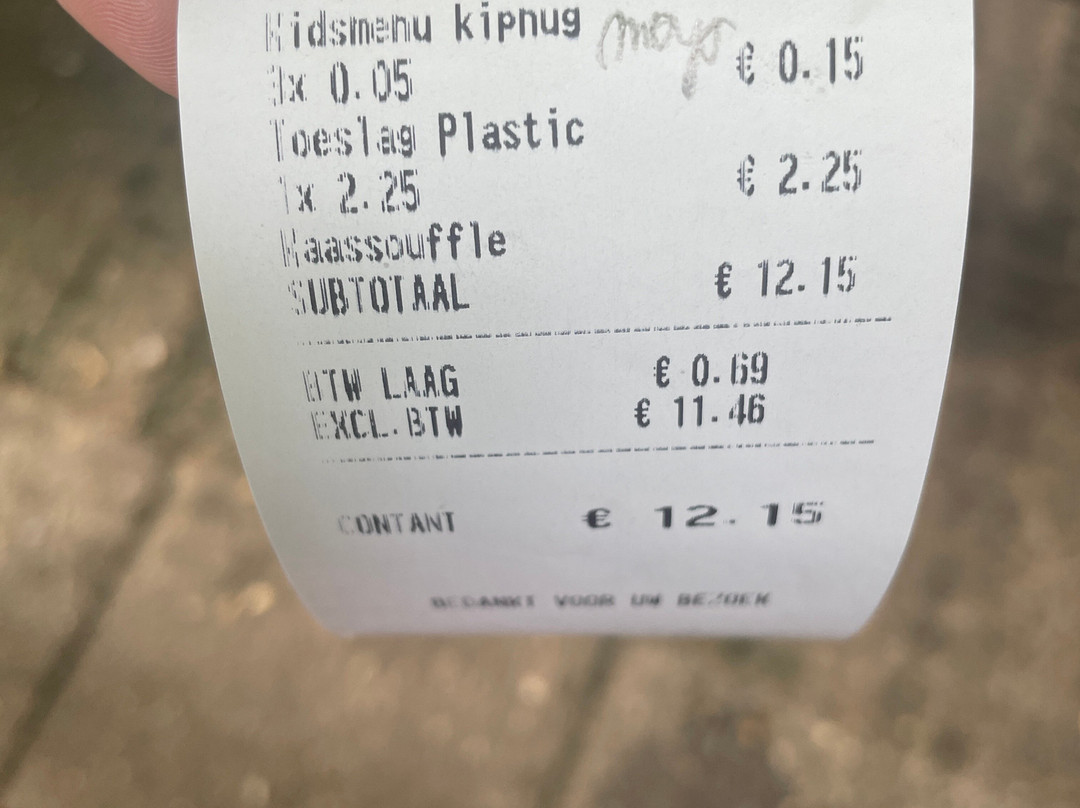 Kidsmenu kipnug mayo
3x 0.05 € 0.15
Toeslag Plastic
1x 2.25 € 2.25
Kaassouffle
SUBTOTAAL € 12.15
BTW LAAG € 0.69
EXCL.BTW € 11.46
CONTANT € 12.15
BEDANKT VOOR UW BEZOEK